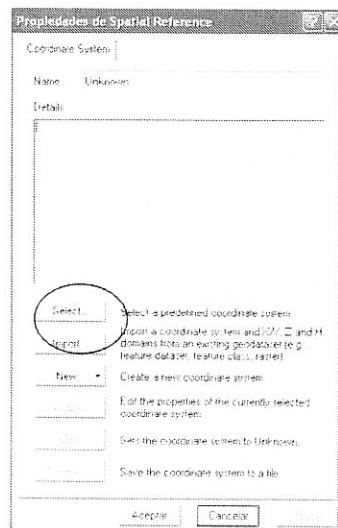 Propiedades de Spatial Reference
Coordinate System
Name: Unknown
Details:
Select...
Select a predefined coordinate system.
Import...
Import a coordinate system and X/Y, Z and M
domains from an existing geodataset (e.g.
feature dataset, feature class, raster).
New
Create a new coordinate system.
Edit the properties of the currently selected
coordinate system.
Sets the coordinate system to Unknown.
Save the coordinate system to a file.
Aceptar
Cancelar